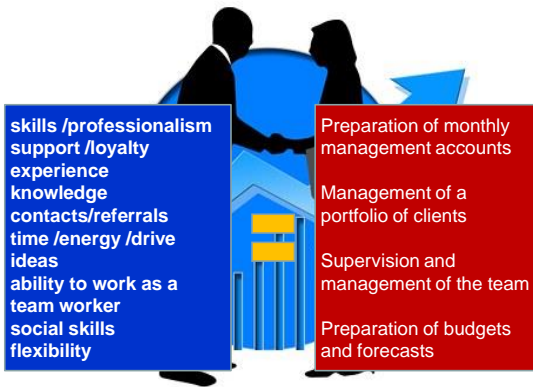 skills /professionalism
support /loyalty
experience
knowledge
contacts/referrals
time /energy /drive
ideas
ability to work as a
team worker
social skills
flexibility
Preparation of monthly
management accounts
Management of a
portfolio of clients
Supervision and
management of the team
Preparation of budgets
and forecasts